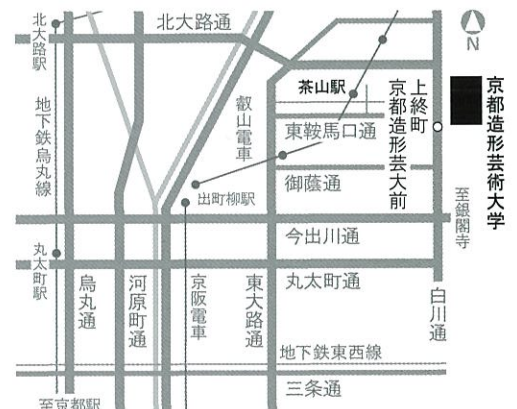 北大路駅
北大路通
N
地下鉄烏丸線
叡山電車
茶山駅
上終町
京都造形芸大前
京都造形芸術大学
東鞍馬口通
御蔭通
出町柳駅
至銀閣寺
今出川通
丸太町駅
丸太町通
烏丸通
河原町通
京阪電車
東大路通
白川通
地下鉄東西線
三条通
至京都駅